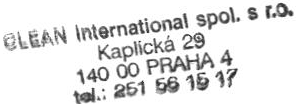 CLEAN International spol. s r.o.
Kaplická 29
140 00 PRAHA 4
tel.: 251 56 15 17